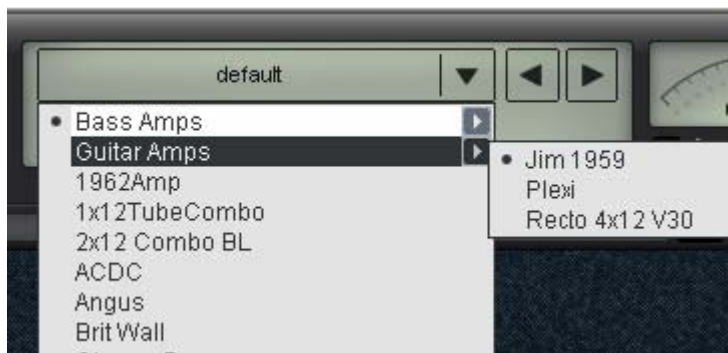 default
Bass Amps
Guitar Amps
Jim 1959
Plexi
Recto 4x12 V30
1962Amp
1x12TubeCombo
2x12 Combo BL
ACDC
Angus
Brit Wall